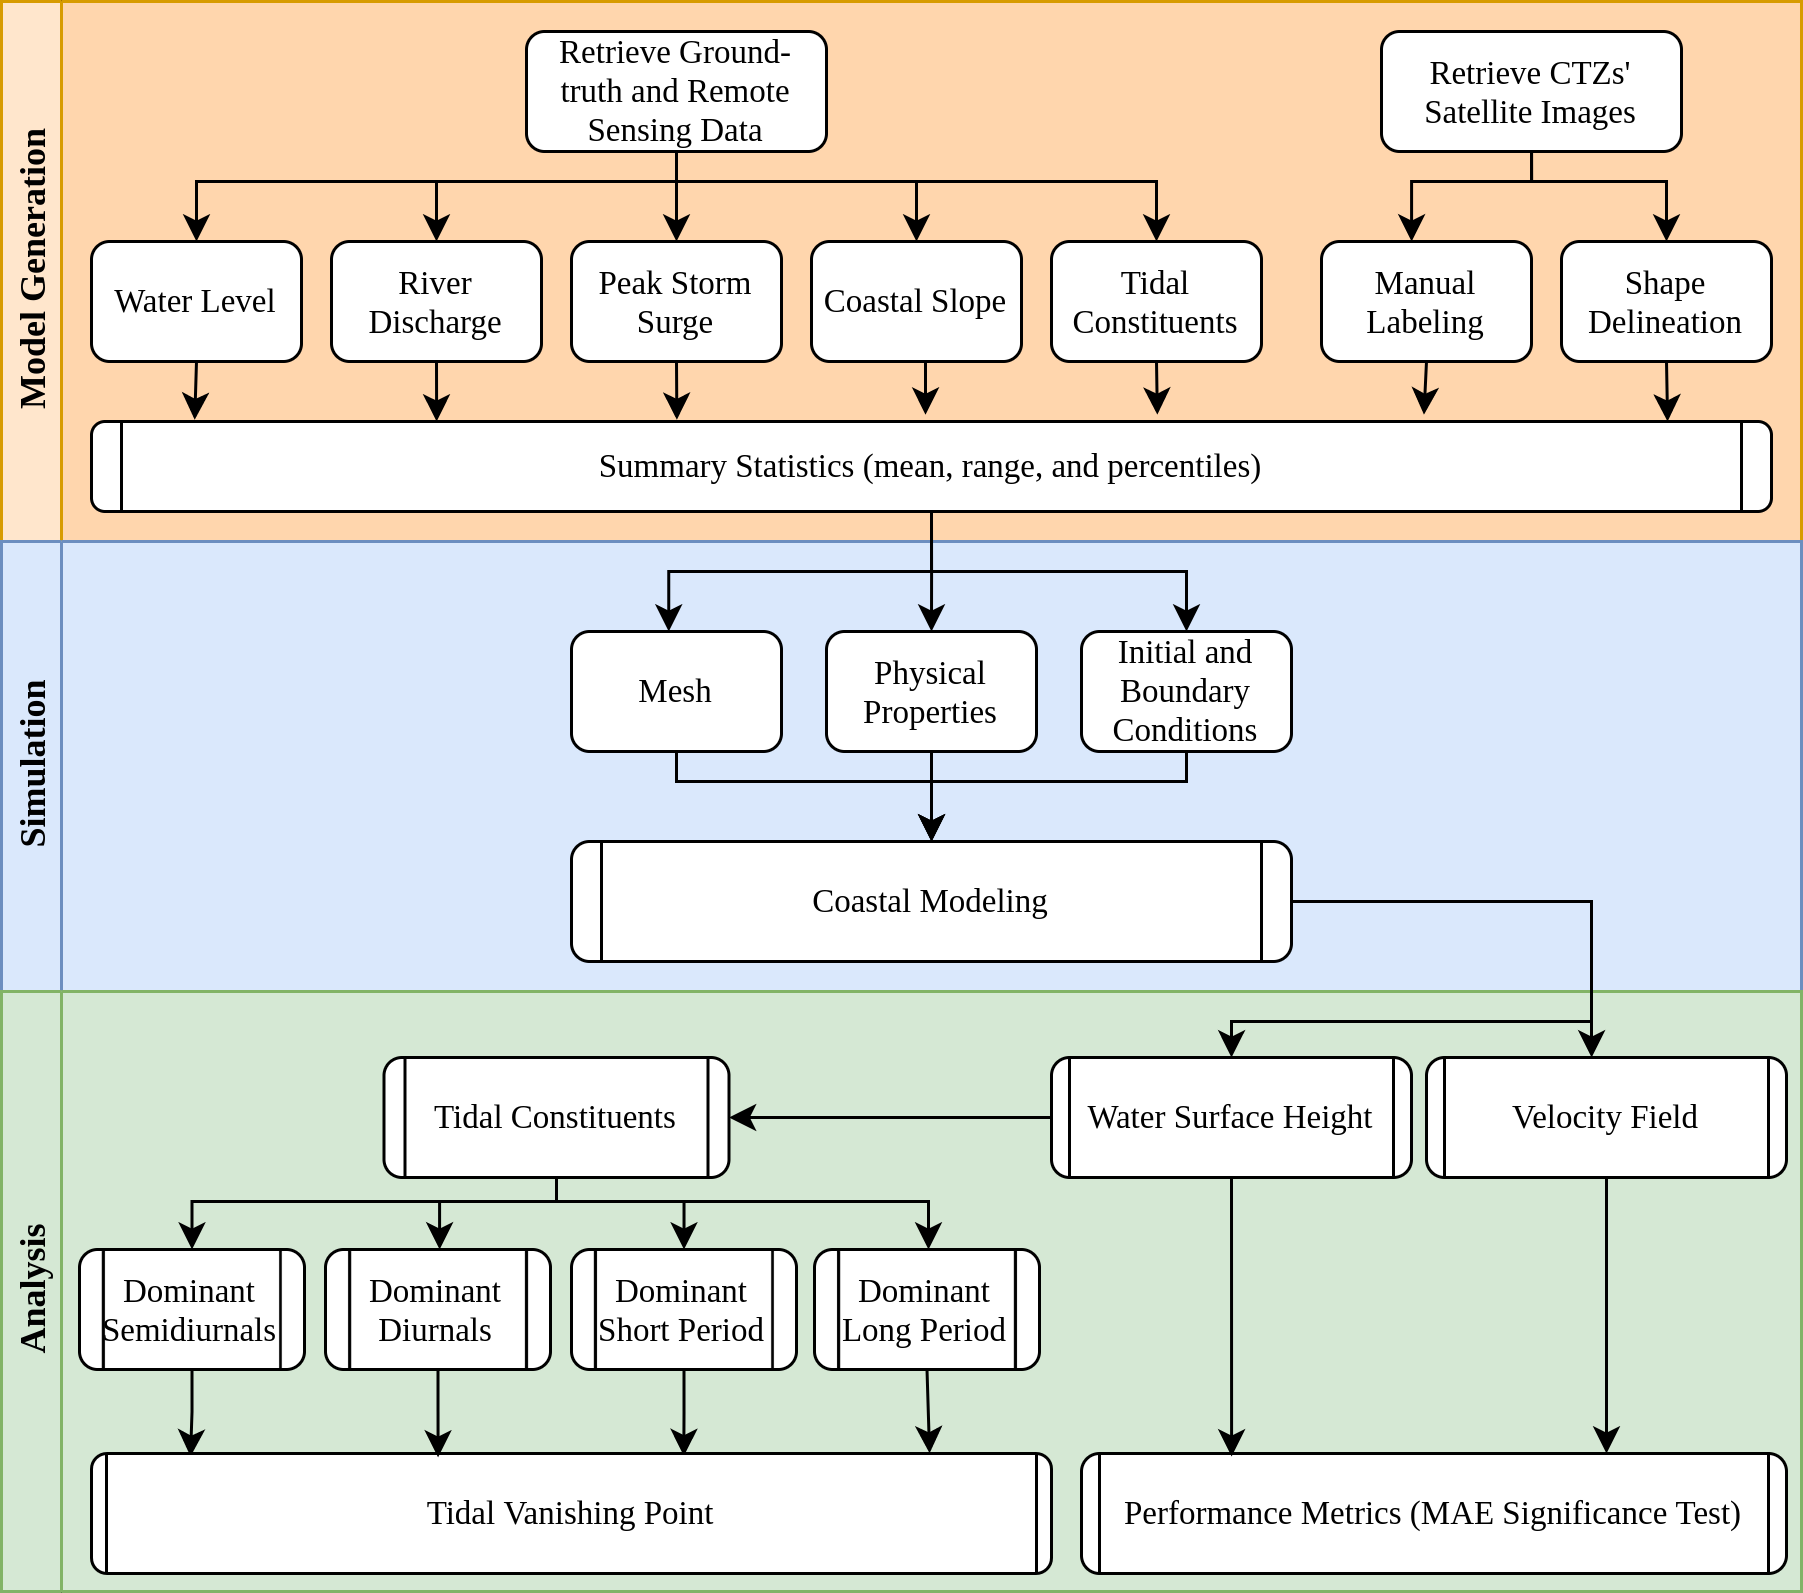 Model Generation
Retrieve Ground-
truth and Remote
Sensing Data
Retrieve CTZs'
Satellite Images
Water Level
River
Discharge
Peak Storm
Surge
Coastal Slope
Tidal
Constituents
Manual
Labeling
Shape
Delineation
Summary Statistics (mean, range, and percentiles)
Simulation
Mesh
Physical
Properties
Initial and
Boundary
Conditions
Coastal Modeling
Analysis
Tidal Constituents
Water Surface Height
Velocity Field
Dominant
Semidiurnals
Dominant
Diurnals
Dominant
Short Period
Dominant
Long Period
Tidal Vanishing Point
Performance Metrics (MAE Significance Test)